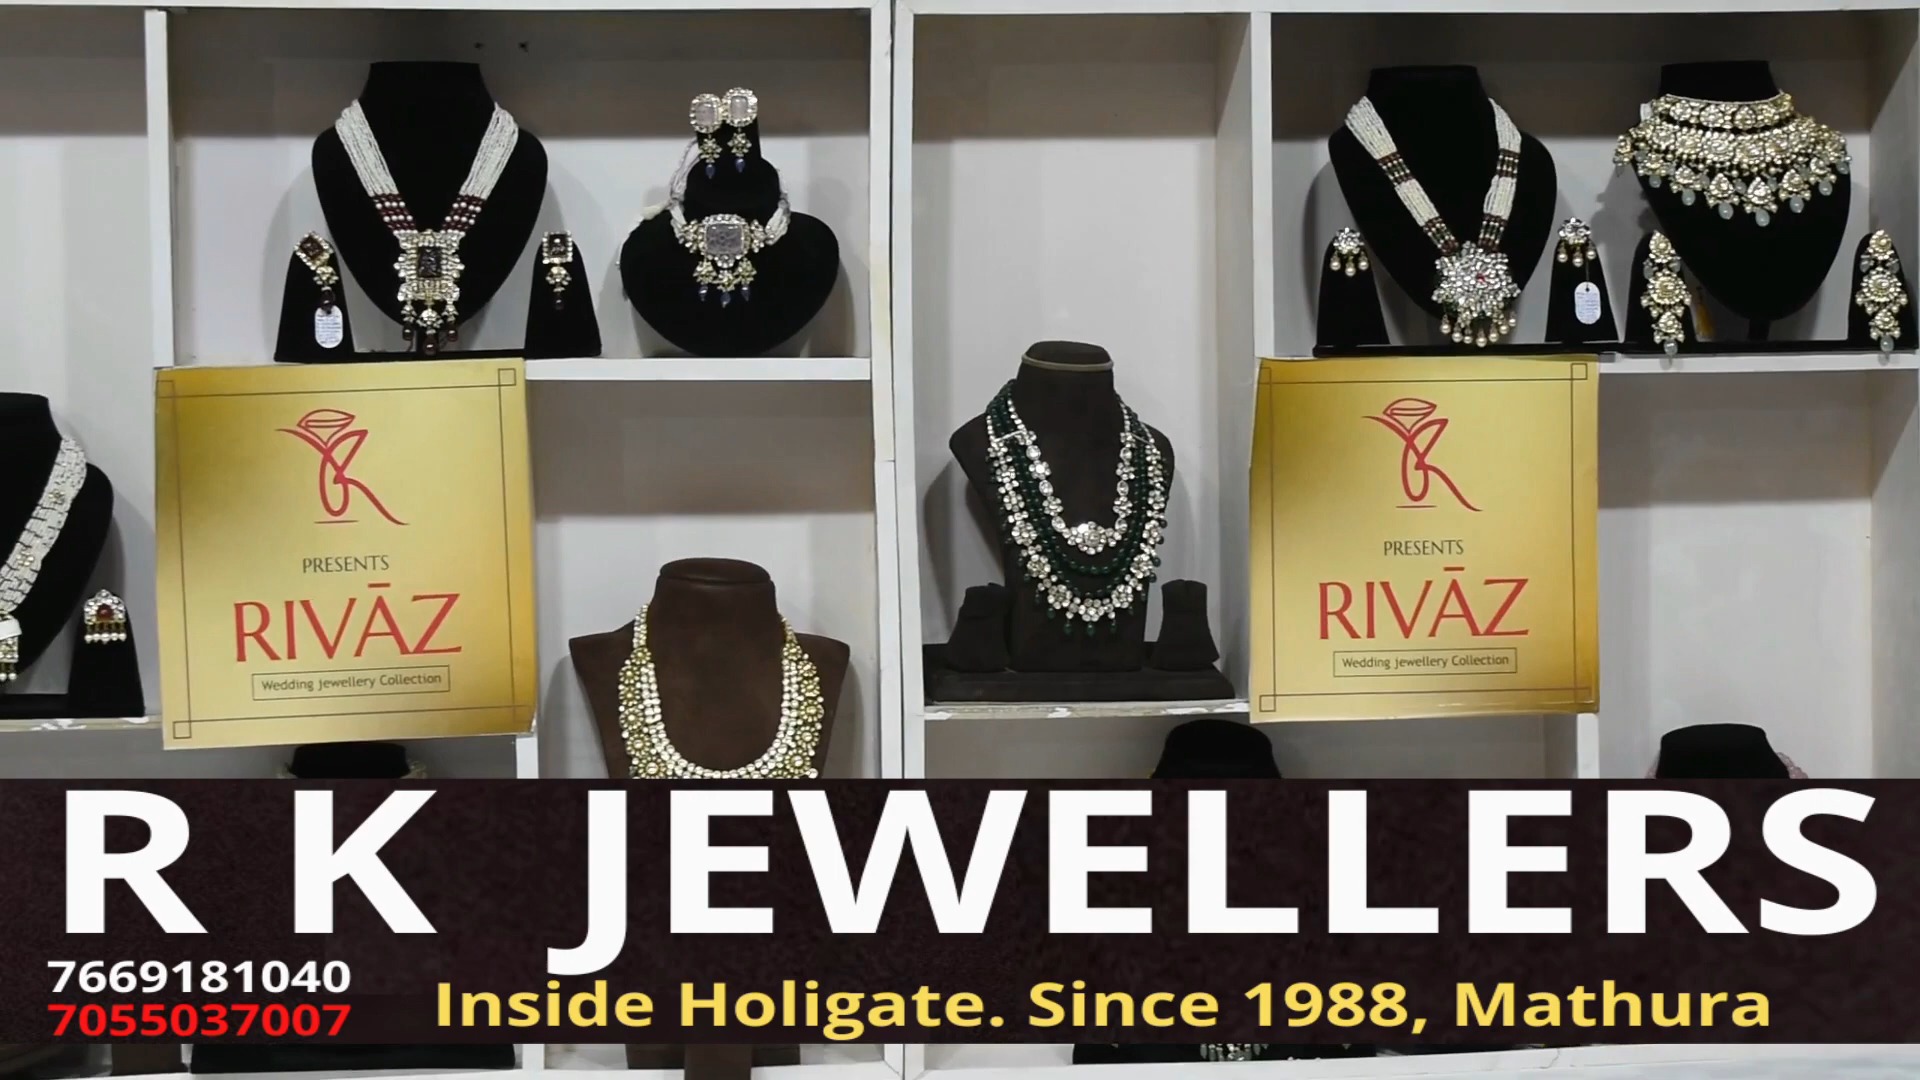 PRESENTS
RIVĀZ
Wedding jewellery Collection
PRESENTS
RIVĀZ
Wedding jewellery Collection
R K JEWELLERS
7669181040
7055037007
Inside Holigate. Since 1988, Mathura